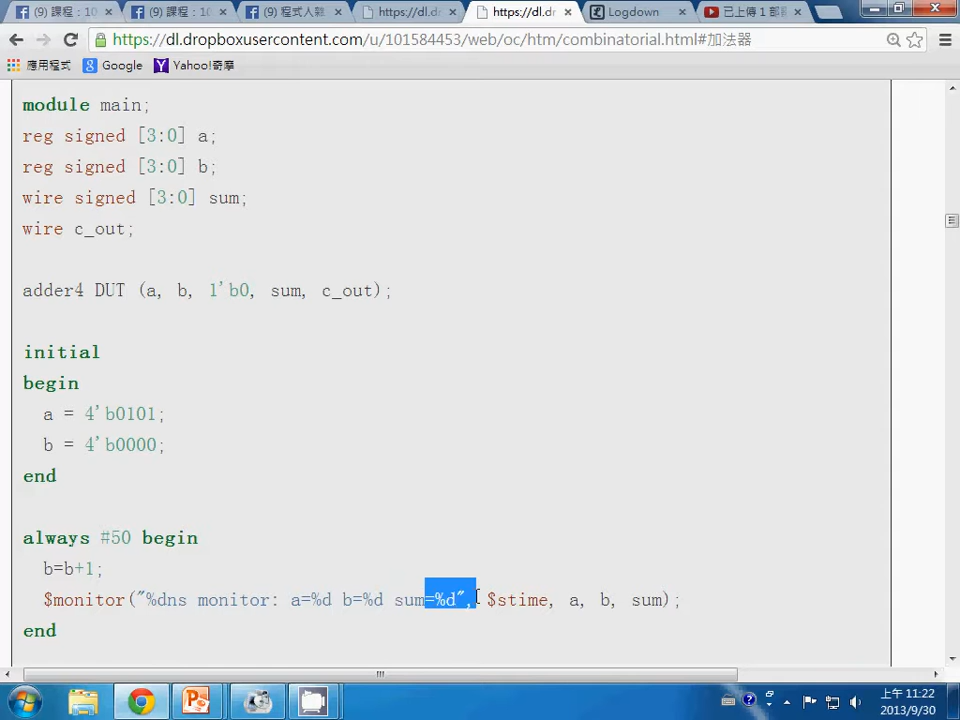 (9) 課程：10
(9) 課程：10
(9) 程式人雜
https://dl.dr
https://dl.dr
Logdown
已上傳 1 部影
https://dl.dropboxusercontent.com/u/101584453/web/oc/htm/combinatorial.html#加法器
應用程式 Google Yahoo!奇摩
module main;
reg signed [3:0] a;
reg signed [3:0] b;
wire signed [3:0] sum;
wire c_out;
adder4 DUT (a, b, 1'b0, sum, c_out);
initial
begin
a = 4'b0101;
b = 4'b0000;
end
always #50 begin
b=b+1;
$monitor("%dns monitor: a=%d b=%d sum=%d", $stime, a, b, sum);
end
上午 11:22
2013/9/30